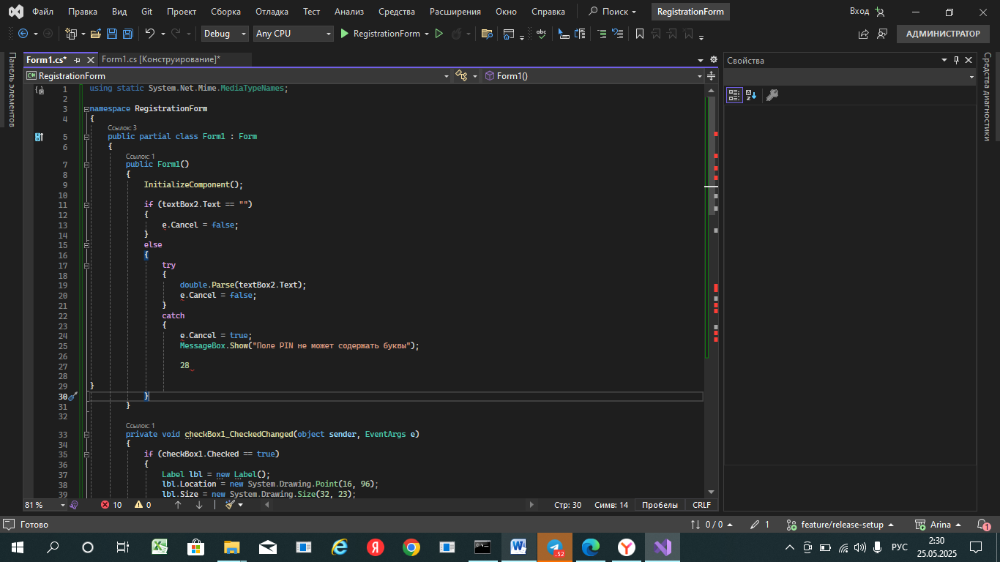 Файл Правка Вид Git Проект Сборка Отладка Тест Анализ Средства Расширения Окно Справка Поиск RegistrationForm Вход
Debug Any CPU RegistrationForm АДМИНИСТРАТОР
Панель элементов
Form1.cs* Form1.cs [Конструирование]*
RegistrationForm Form1()
1 using static System.Net.Mime.MediaTypeNames;
2
3 namespace RegistrationForm
4 {
Ссылок: 3
5 public partial class Form1 : Form
6 {
Ссылок: 1
7 public Form1()
8 {
9 InitializeComponent();
10
11 if (textBox2.Text == "")
12 {
13 e.Cancel = false;
14 }
15 else
16 {
17 try
18 {
19 double.Parse(textBox2.Text);
20 e.Cancel = false;
21 }
22 catch
23 {
24 e.Cancel = true;
25 MessageBox.Show("Поле PIN не может содержать буквы");
26
27 28
28
29 }
30 }
31 }
32
Ссылок: 1
33 private void checkBox1_CheckedChanged(object sender, EventArgs e)
34 {
35 if (checkBox1.Checked == true)
36 {
37 Label lbl = new Label();
38 lbl.Location = new System.Drawing.Point(16, 96);
39 lbl.Size = new System.Drawing.Size(32, 23);
81 % 10 0 Стр: 30 Симв: 14 Пробелы CRLF
Свойства
Средства диагностики
Готово 0 / 0 1 feature/release-setup Arina 1
52 РУС 2:30
25.05.2025